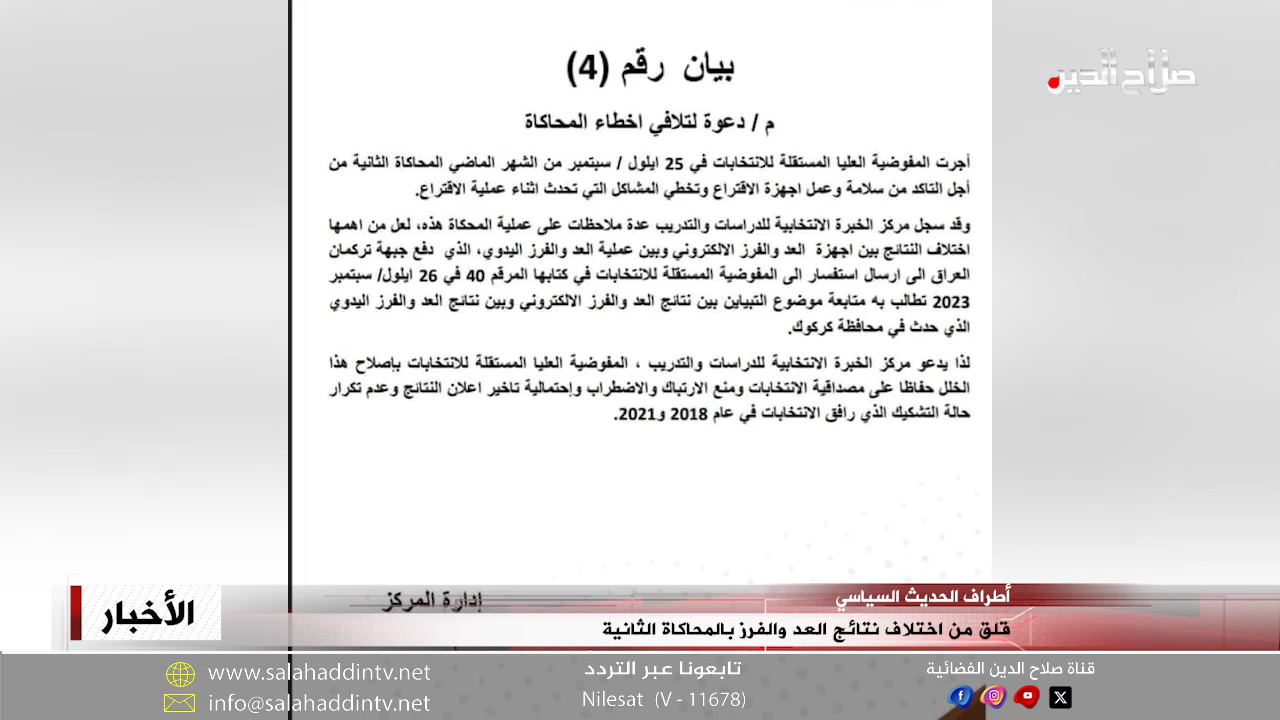 صلاح الدين
بيان رقم (4)
م / دعوة لتلافي اخطاء المحاكاة
أجرت المفوضية العليا المستقلة للانتخابات في 25 ايلول / سبتمبر من الشهر الماضي المحاكاة الثانية من
أجل التاكد من سلامة وعمل اجهزة الاقتراع وتخطي المشاكل التي تحدث اثناء عملية الاقتراع.
وقد سجل مركز الخبرة الانتخابية للدراسات والتدريب عدة ملاحظات على عملية المحكاة هذه، لعل من اهمها
اختلاف النتائج بين اجهزة العد والفرز الالكتروني وبين عملية العد والفرز اليدوي، الذي دفع جبهة تركمان
العراق الى ارسال استفسار الى المفوضية المستقلة للانتخابات في كتابها المرقم 40 في 26 ايلول/ سبتمبر
2023 تطالب به متابعة موضوع التباين بين نتائج العد والفرز الالكتروني وبين نتائج العد والفرز اليدوي
الذي حدث في محافظة كركوك.
لذا يدعو مركز الخبرة الانتخابية للدراسات والتدريب ، المفوضية العليا المستقلة للانتخابات بإصلاح هذا
الخلل حفاظا على مصداقية الانتخابات ومنع الارتباك والاضطراب وإحتمالية تاخير اعلان النتائج وعدم تكرار
حالة التشكيك الذي رافق الانتخابات في عام 2018 و2021.
إدارة المركز
أطراف الحديث السياسي
قلق من اختلاف نتائج العد والفرز بالمحاكاة الثانية
الأخبار
قناة صلاح الدين الفضائية
تابعونا عبر التردد
Nilesat (V - 11678)
www.salahaddintv.net
info@salahaddintv.net